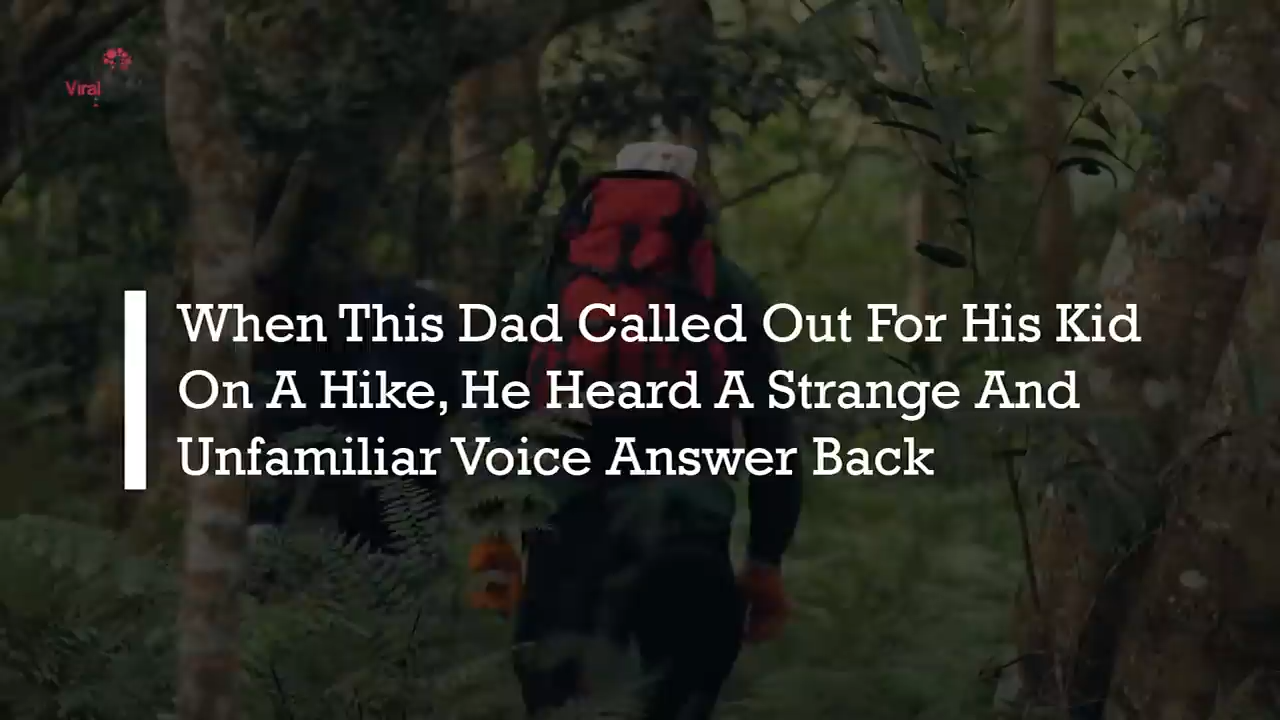 Viral
When This Dad Called Out For His Kid
On A Hike, He Heard A Strange And
Unfamiliar Voice Answer Back